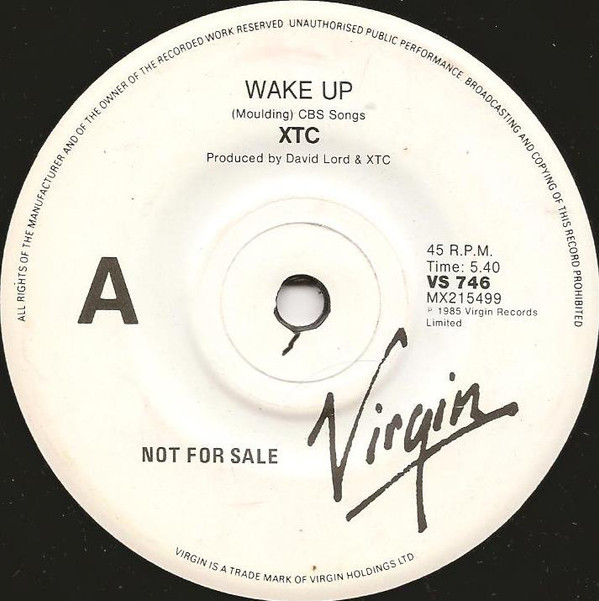 ALL RIGHTS OF THE MANUFACTURER AND OF THE OWNER OF THE RECORDED WORK RESERVED UNAUTHORISED PUBLIC PERFORMANCE BROADCASTING AND COPYING OF THIS RECORD PROHIBITED
WAKE UP
(Moulding) CBS Songs
XTC
Produced by David Lord & XTC
A
45 R.P.M.
Time: 5.40
VS 746
MX215499
℗ 1985 Virgin Records
Limited
NOT FOR SALE
Virgin
VIRGIN IS A TRADE MARK OF VIRGIN HOLDINGS LTD